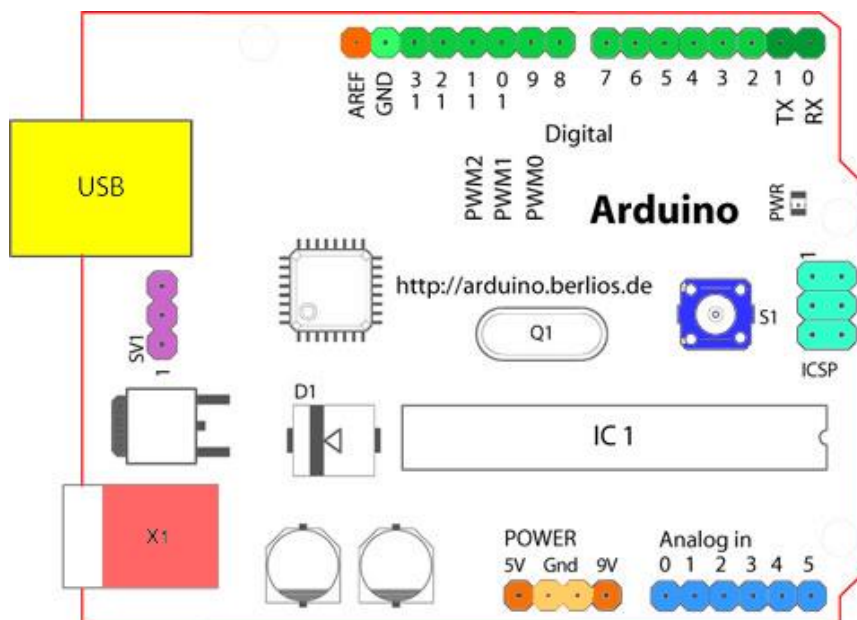 AREF
GND
13
12
11
10
9
8
7
6
5
4
3
2
1
0
TX
RX
Digital
USB
PWM2
PWM1
PWM0
Arduino
PWR
http://arduino.berlios.de
1
Q1
S1
ICSP
SV1
1
D1
IC 1
X1
POWER
5V Gnd 9V
Analog in
0 1 2 3 4 5